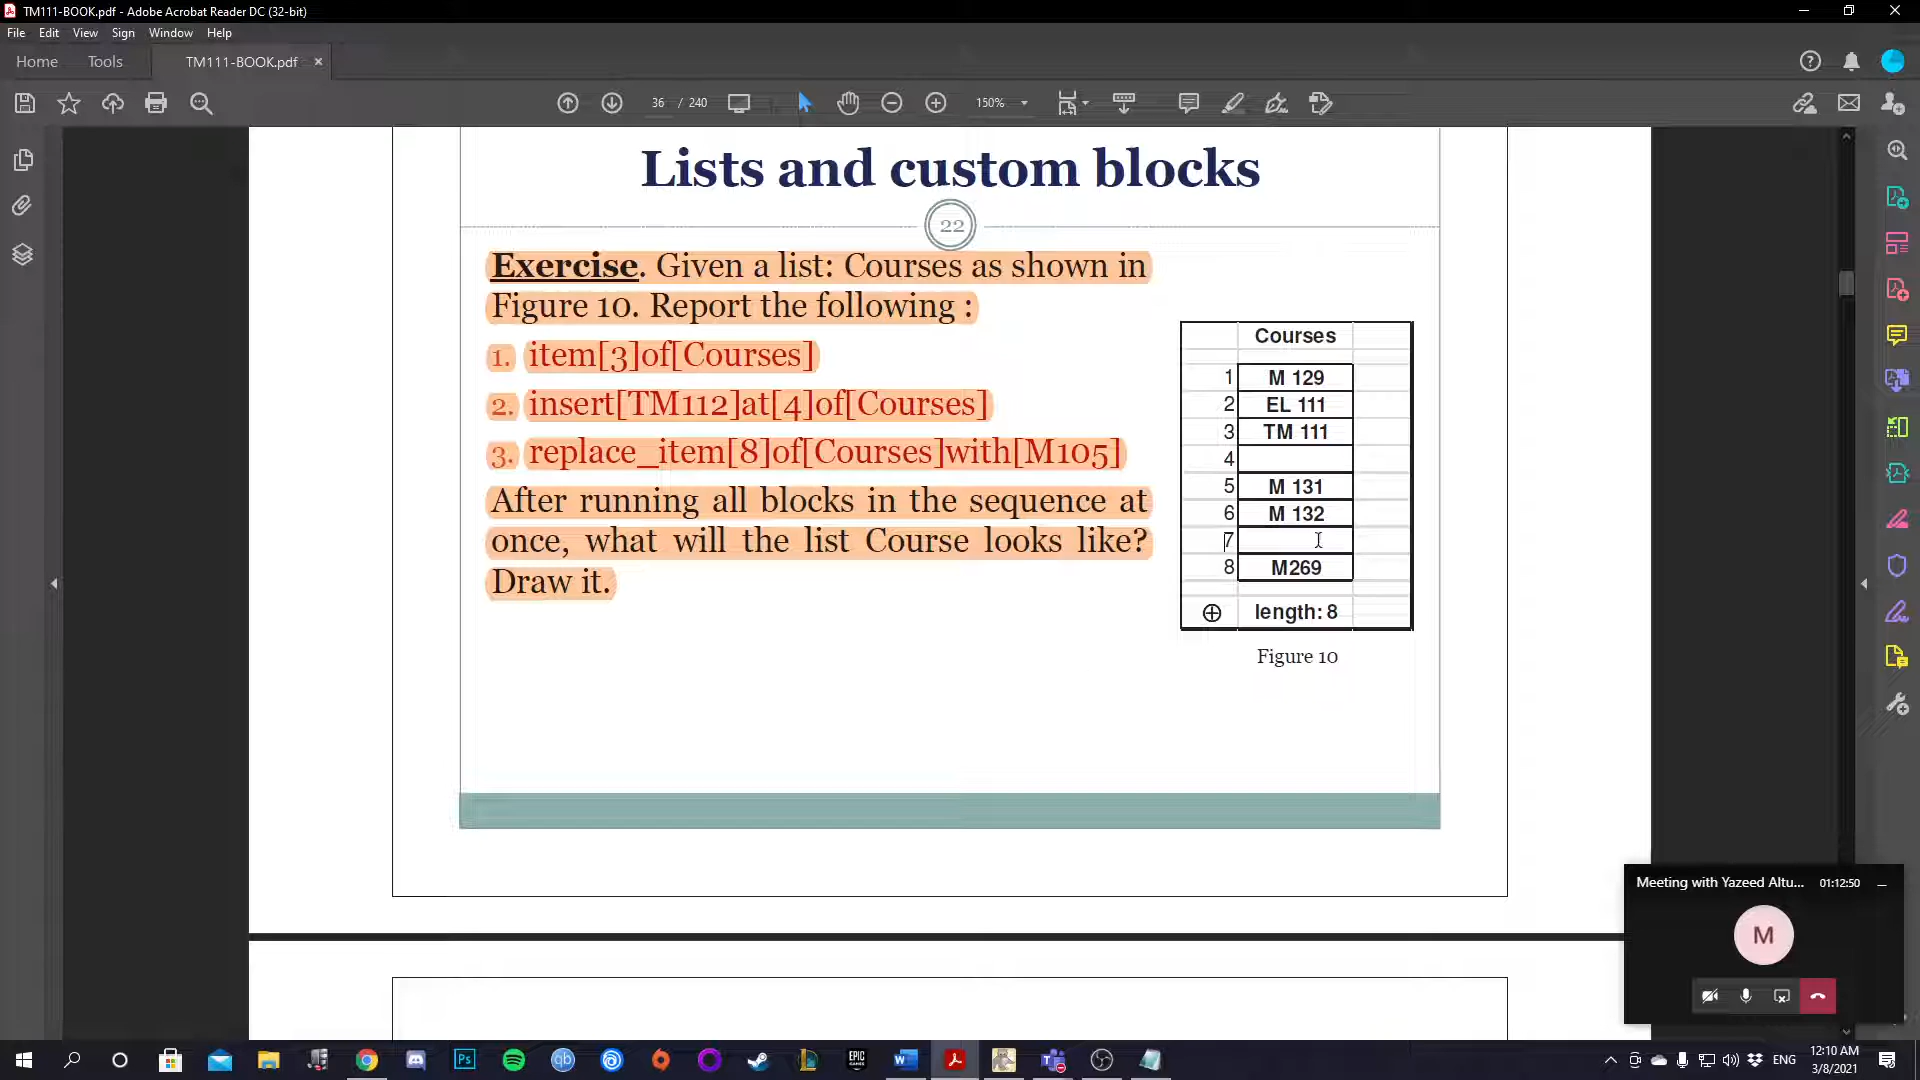 TM111-BOOK.pdf - Adobe Acrobat Reader DC (32-bit)
File Edit View Sign Window Help
Home Tools TM111-BOOK.pdf ×
36 / 240 150%
Lists and custom blocks
22
Exercise. Given a list: Courses as shown in
Figure 10. Report the following :
1. item[3]of[Courses]
2. insert[TM112]at[4]of[Courses]
3. replace_item[8]of[Courses]with[M105]
After running all blocks in the sequence at
once, what will the list Course looks like?
Draw it.
Courses
1 M 129
2 EL 111
3 TM 111
4
5 M 131
6 M 132
7
8 M269
length: 8
Figure 10
Meeting with Yazeed Altu... 01:12:50
M
Ps
qb
EPIC GAMES
ENG
12:10 AM
3/8/2021